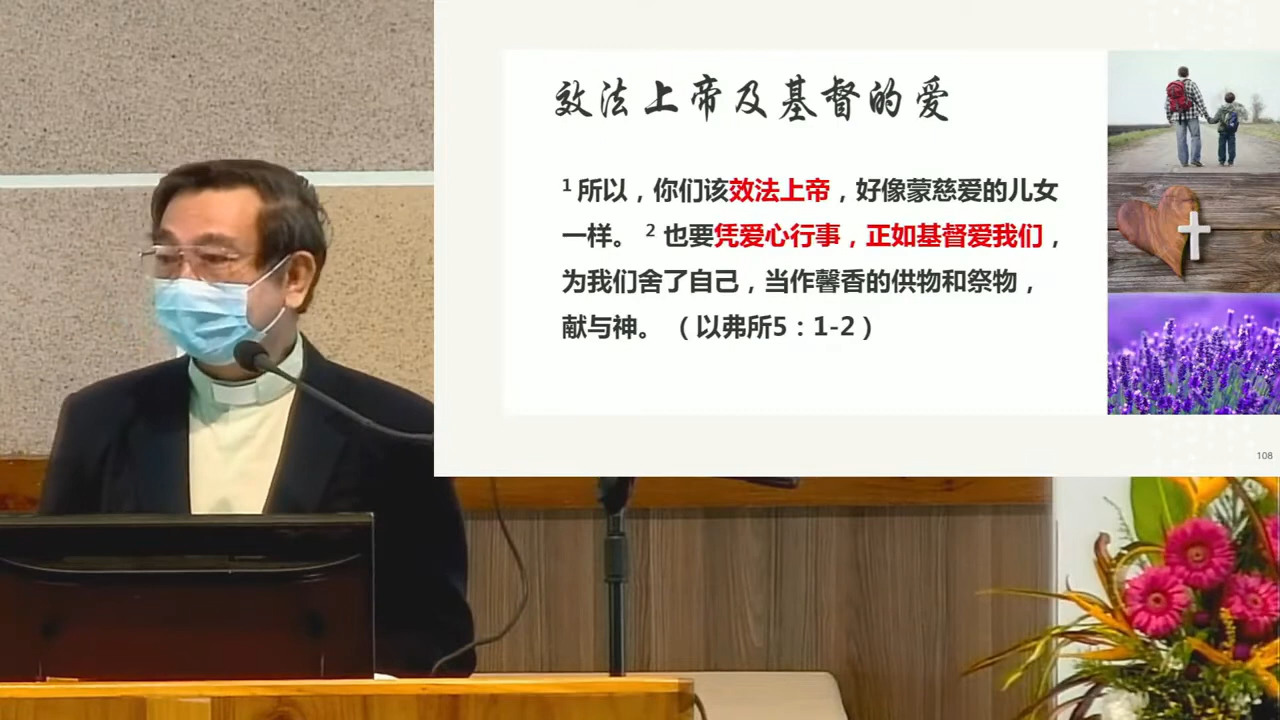 效法上帝及基督的爱
1 所以，你们该效法上帝，好像蒙慈爱的儿女
一样。 2 也要凭爱心行事，正如基督爱我们，
为我们舍了自己，当作馨香的供物和祭物，
献与神。（以弗所5：1-2）
108